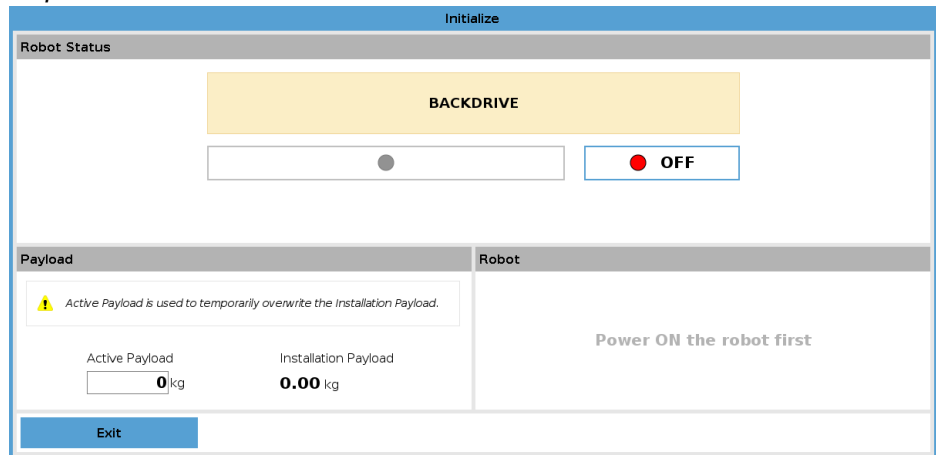 Initialize
Robot Status
BACKDRIVE
OFF
Payload
Robot
Active Payload is used to temporarily overwrite the Installation Payload.
Power ON the robot first
Active Payload
Installation Payload
0 kg
0.00 kg
Exit